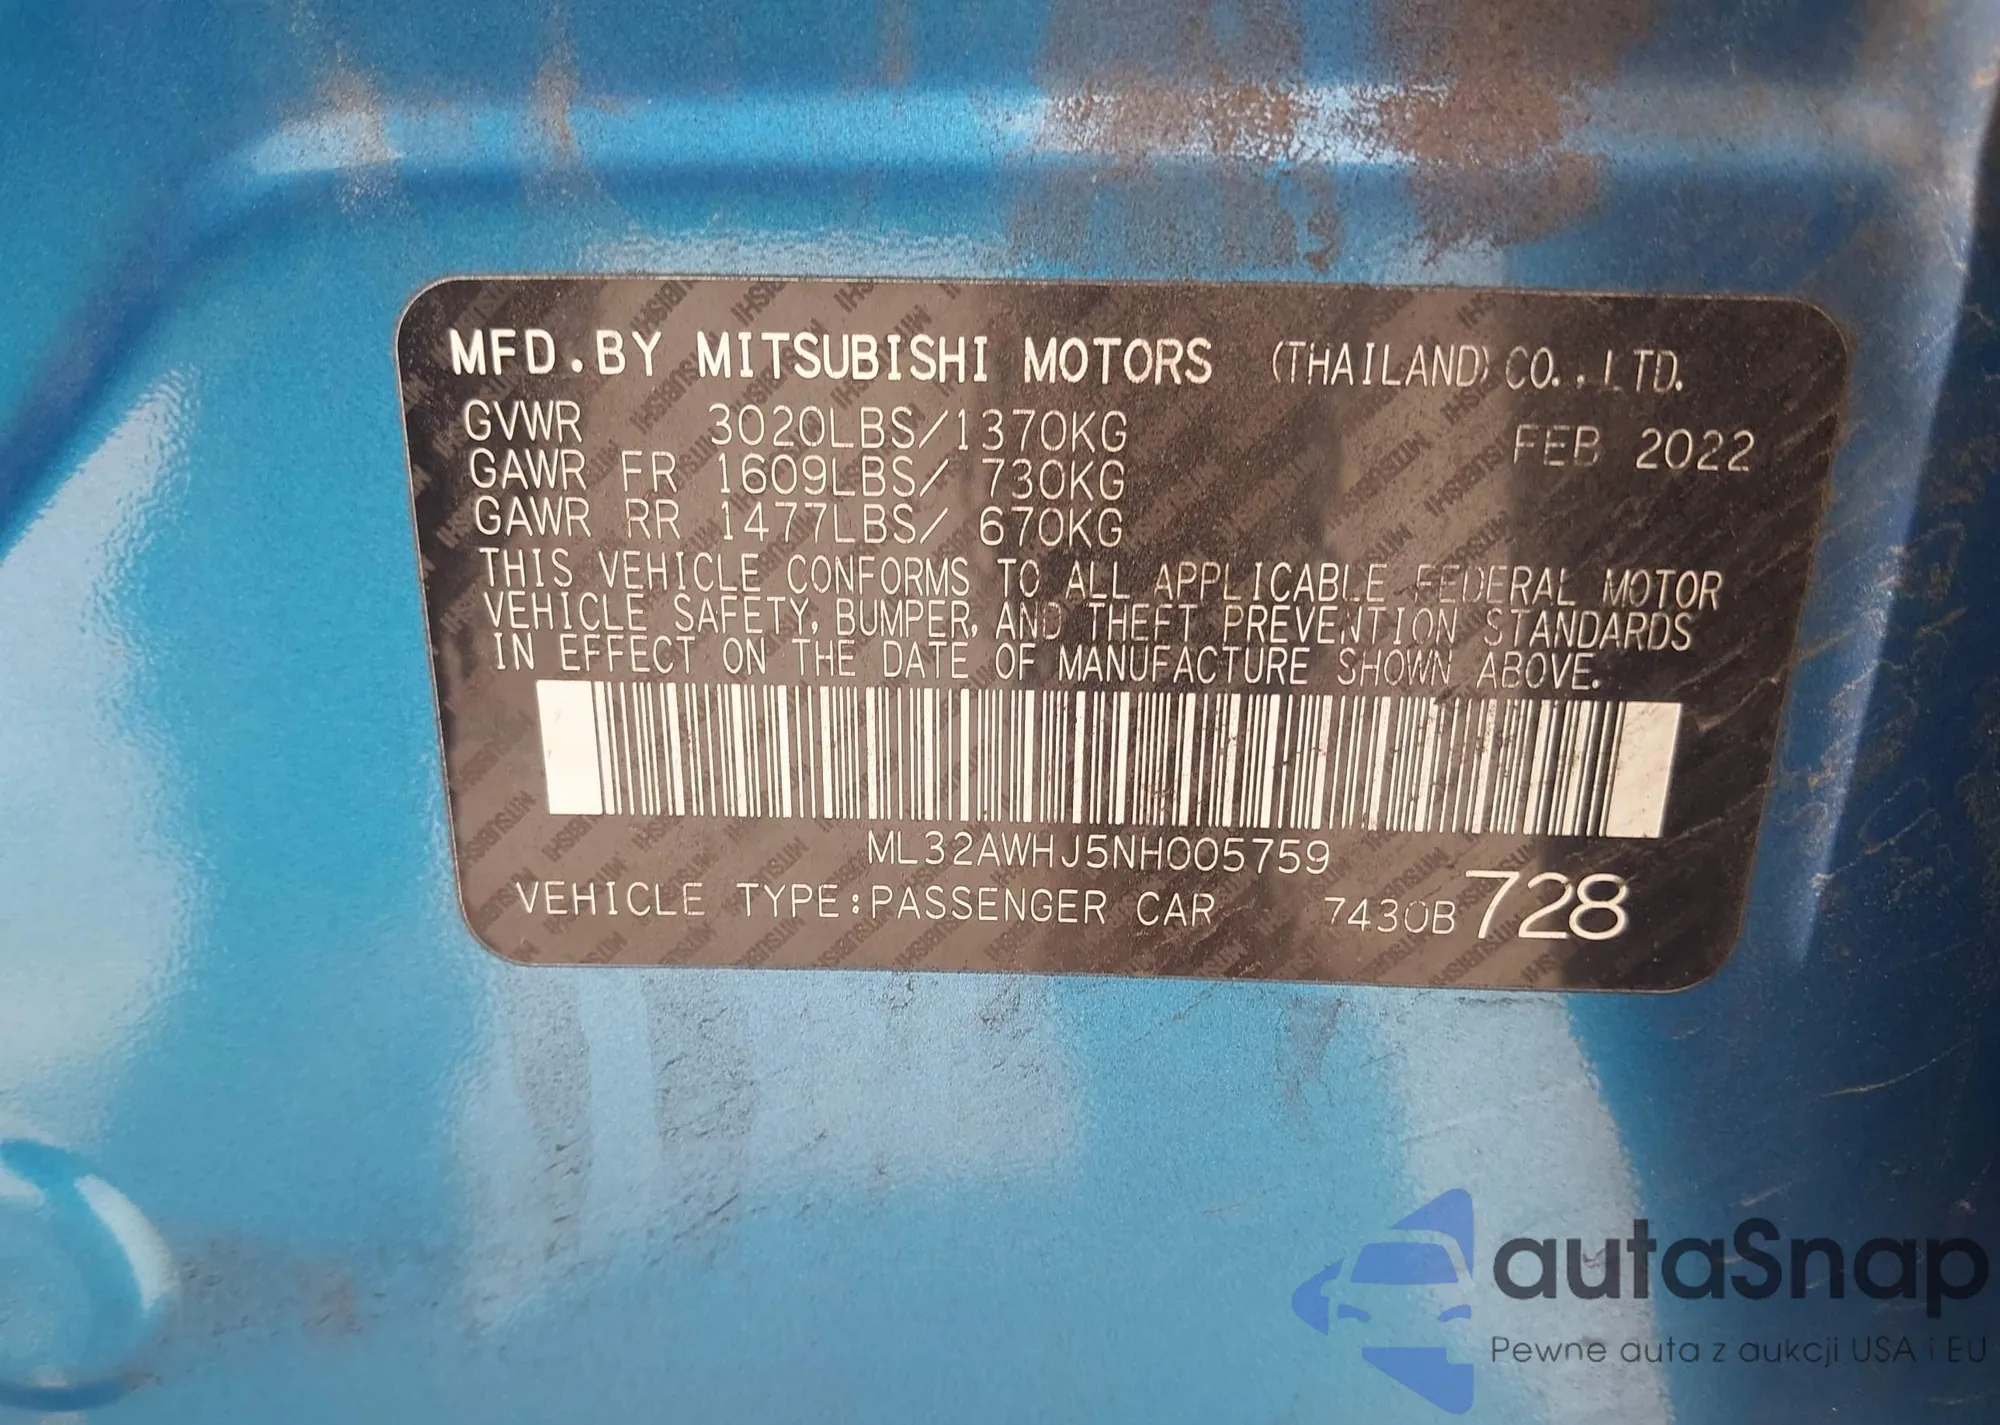 MFD.BY MITSUBISHI MOTORS (THAILAND) CO.,LTD.
GVWR 3020LBS/1370KG FEB 2022
GAWR FR 1609LBS/ 730KG
GAWR RR 1477LBS/ 670KG
THIS VEHICLE CONFORMS TO ALL APPLICABLE FEDERAL MOTOR
VEHICLE SAFETY, BUMPER, AND THEFT PREVENTION STANDARDS
IN EFFECT ON THE DATE OF MANUFACTURE SHOWN ABOVE.
ML32AWHJ5NH005759
VEHICLE TYPE:PASSENGER CAR 7430B 728
autaSnap
Pewne auta z aukcji USA i EU